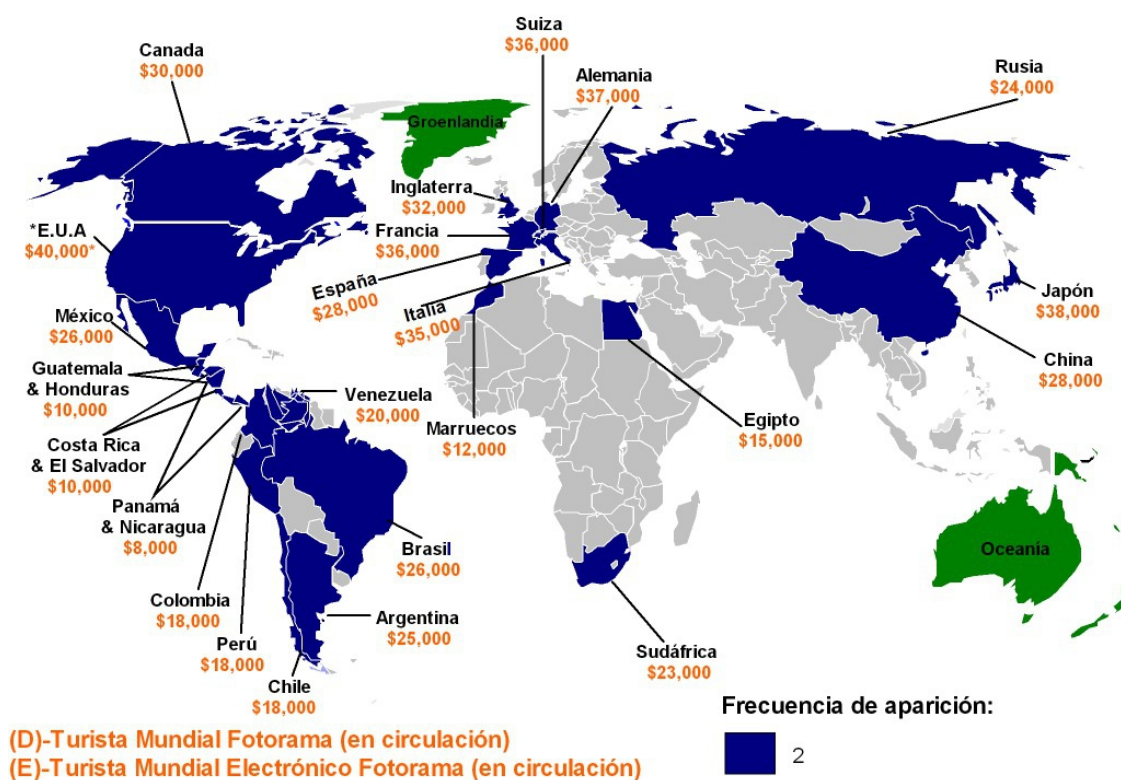 Suiza
$36,000
Canada
$30,000
Alemania
$37,000
Rusia
$24,000
Groenlandia
Inglaterra
$32,000
*E.U.A
$40,000*
Francia
$36,000
España
$28,000
Italia
$35,000
Japón
$38,000
México
$26,000
China
$28,000
Guatemala
& Honduras
$10,000
Venezuela
$20,000
Marruecos
$12,000
Egipto
$15,000
Costa Rica
& El Salvador
$10,000
Panamá
& Nicaragua
$8,000
Brasil
$26,000
Oceanía
Colombia
$18,000
Argentina
$25,000
Perú
$18,000
Sudáfrica
$23,000
Chile
$18,000
Frecuencia de aparición:
2
(D)-Turista Mundial Fotorama (en circulación)
(E)-Turista Mundial Electrónico Fotorama (en circulación)